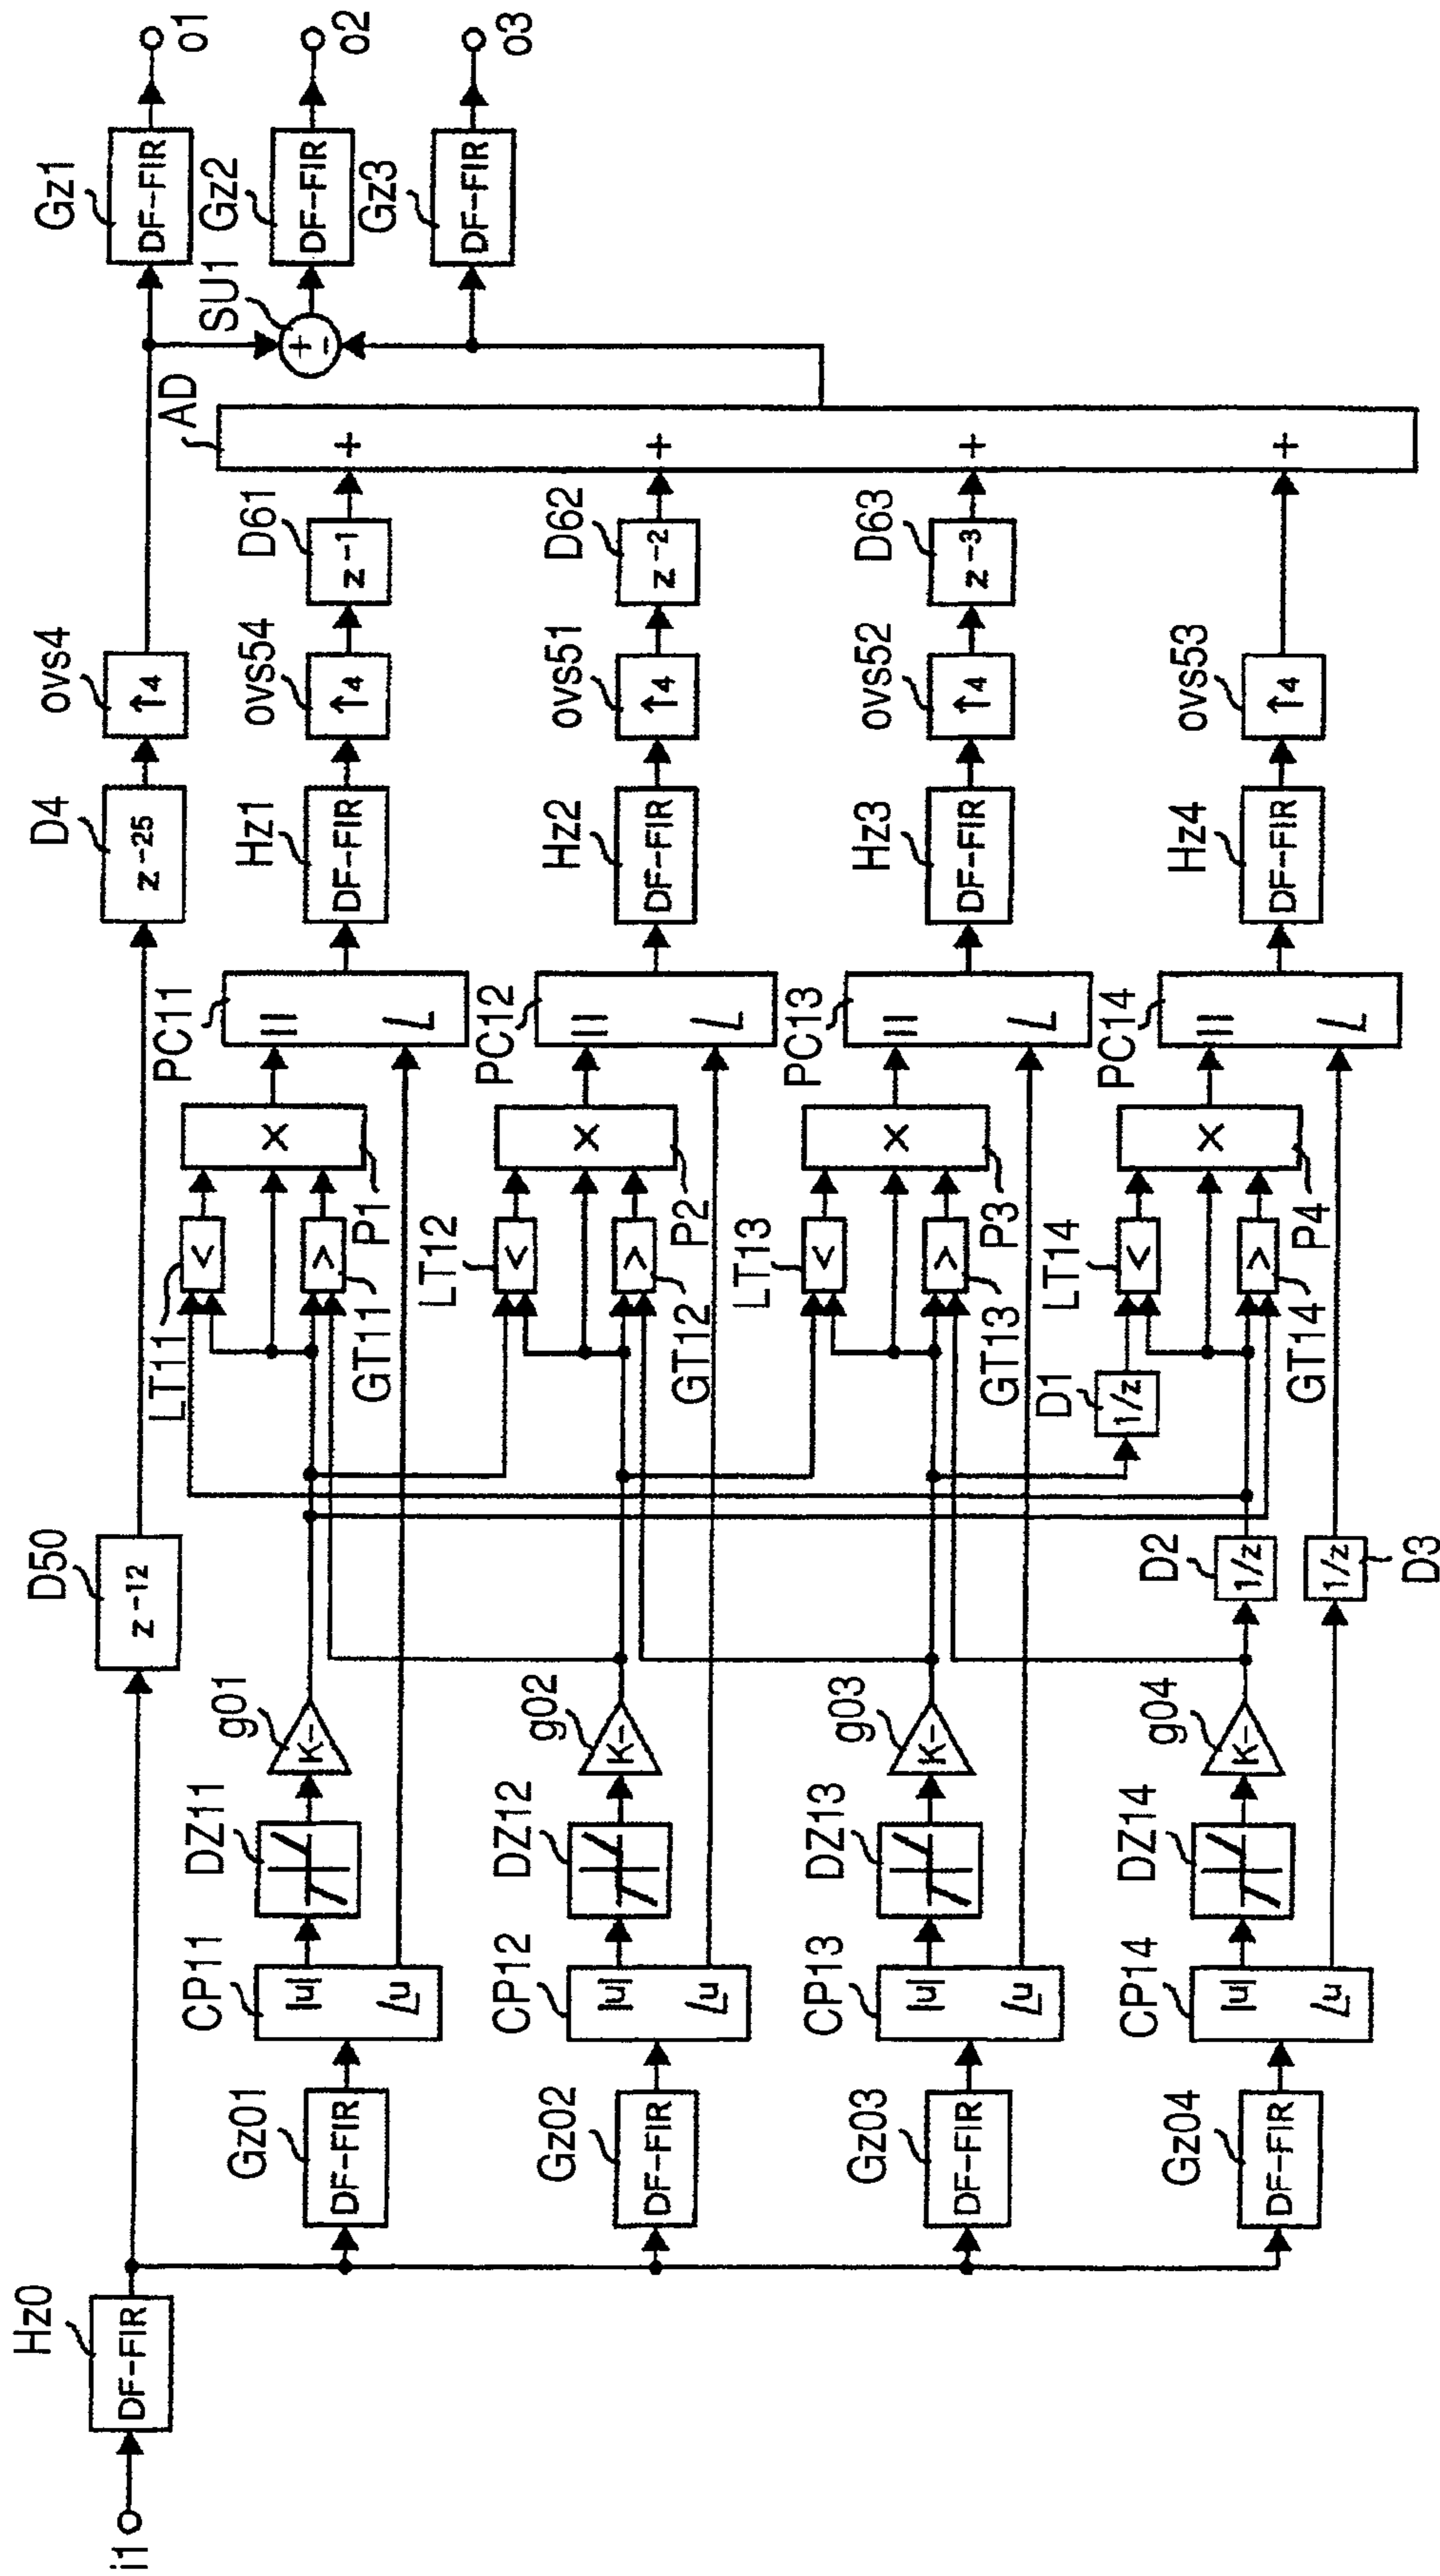 i1
Hz0
DF-FIR
D50
z-12
D4
z-25
ovs4
↑4
Gz1
DF-FIR
o1
SU1
+
-
Gz2
DF-FIR
o2
Gz3
DF-FIR
o3
AD
+
+
+
+
Gz01
DF-FIR
CP11
|u|
∠u
DZ11
g01
K-
LT11
<
GT11
>
P1
X
PC11
||
∠
Hz1
DF-FIR
ovs54
↑4
D61
z-1
Gz02
DF-FIR
CP12
|u|
∠u
DZ12
g02
K-
LT12
<
GT12
>
P2
X
PC12
||
∠
Hz2
DF-FIR
ovs51
↑4
D62
z-2
Gz03
DF-FIR
CP13
|u|
∠u
DZ13
g03
K-
LT13
<
GT13
>
P3
X
PC13
||
∠
Hz3
DF-FIR
ovs52
↑4
D63
z-3
Gz04
DF-FIR
CP14
|u|
∠u
DZ14
g04
K-
D2
1/z
D3
1/z
D1
1/z
LT14
<
GT14
>
P4
X
PC14
||
∠
Hz4
DF-FIR
ovs53
↑4